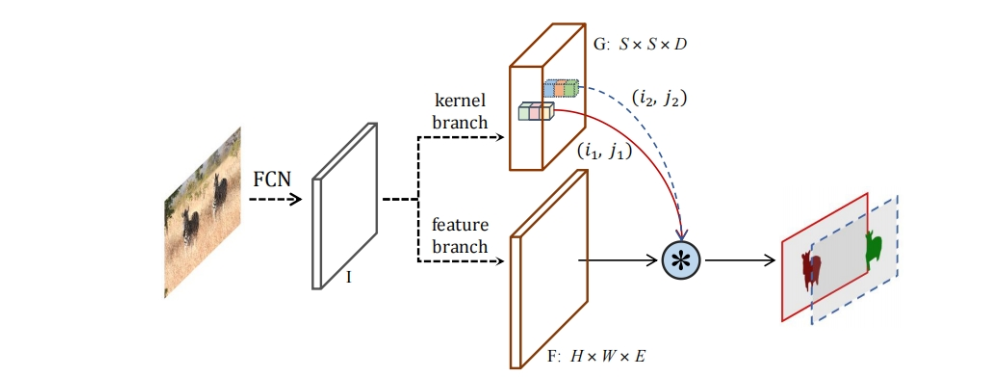 G: S × S × D
kernel
branch
(i₂, j₂)
(i₁, j₁)
FCN
feature
branch
*
I
F: H × W × E